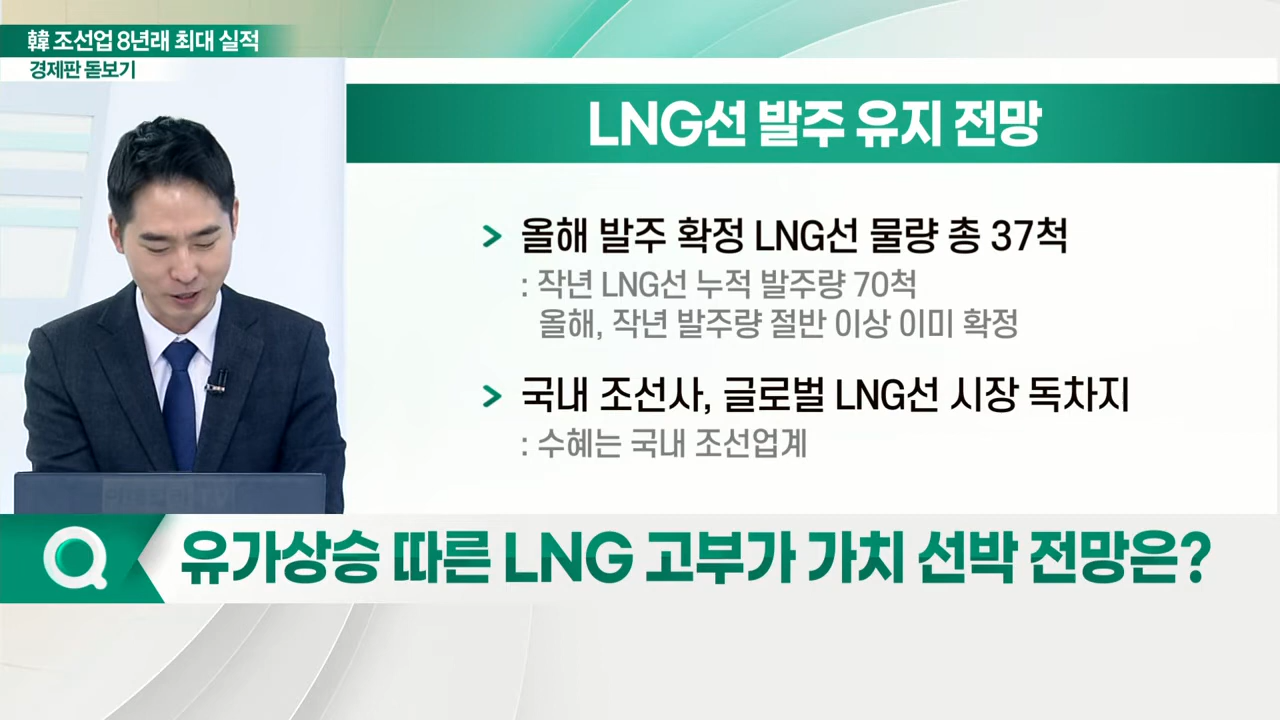 韓 조선업 8년래 최대 실적
경제판 돋보기
LNG선 발주 유지 전망
> 올해 발주 확정 LNG선 물량 총 37척
: 작년 LNG선 누적 발주량 70척
올해, 작년 발주량 절반 이상 이미 확정
> 국내 조선사, 글로벌 LNG선 시장 독차지
: 수혜는 국내 조선업계
Q 유가상승 따른 LNG 고부가 가치 선박 전망은?